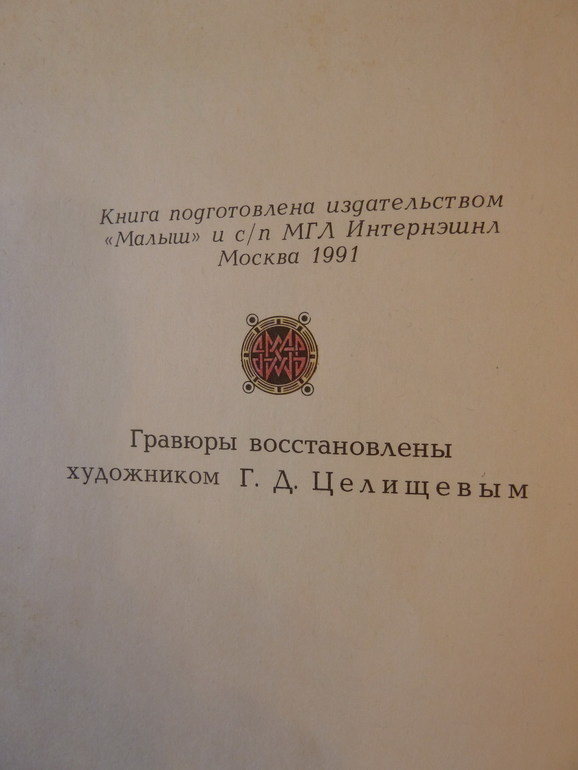 Книга подготовлена издательством
«Малыш» и с/п МГЛ Интернэшнл
Москва 1991
Гравюры восстановлены
художником Г. Д. Целищевым